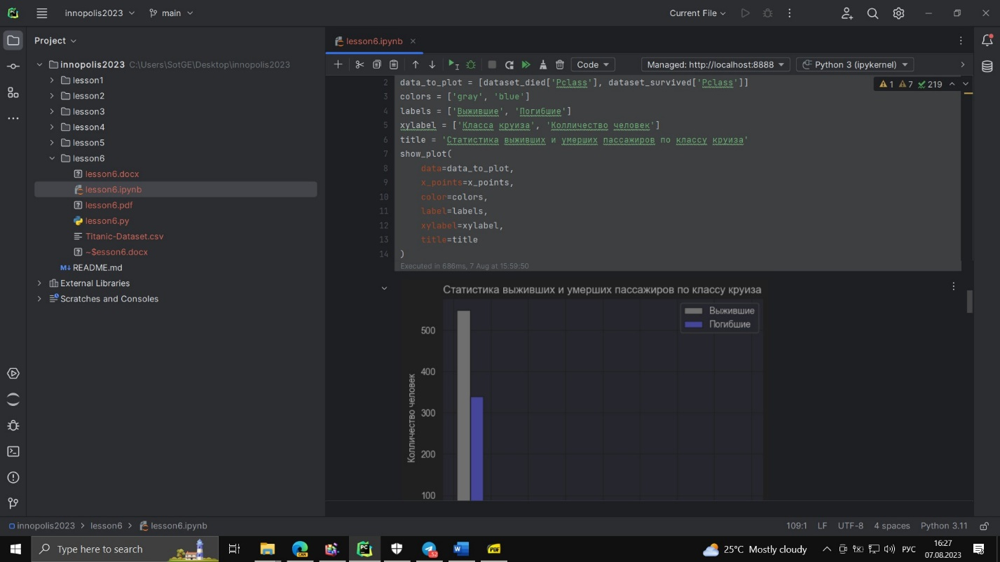 innopolis2023
main
Current File
Project
lesson6.ipynb
innopolis2023 C:\Users\SotGE\Desktop\innopolis2023
lesson1
lesson2
lesson3
lesson4
lesson5
lesson6
lesson6.docx
lesson6.ipynb
lesson6.pdf
lesson6.py
Titanic-Dataset.csv
~$esson6.docx
README.md
External Libraries
Scratches and Consoles
Code
Managed: http://localhost:8888
Python 3 (ipykernel)
1 7 219
2 data_to_plot = [dataset_died['Pclass'], dataset_survived['Pclass']]
3 colors = ['gray', 'blue']
4 labels = ['Выжившие', 'Погибшие']
5 xylabel = ['Класса круиза', 'Колличество человек']
6 title = 'Статистика выживших и умерших пассажиров по классу круиза'
7 show_plot(
8 data=data_to_plot,
9 x_points=x_points,
10 color=colors,
11 label=labels,
12 xylabel=xylabel,
13 title=title
14 )
Executed in 686ms, 7 Aug at 15:59:50
Статистика выживших и умерших пассажиров по классу круиза
Выжившие
Погибшие
500
400
300
200
100
Колличество человек
innopolis2023 > lesson6 > lesson6.ipynb
109:1 LF UTF-8 4 spaces Python 3.11
Type here to search
25°C Mostly cloudy
РУС
16:27
07.08.2023